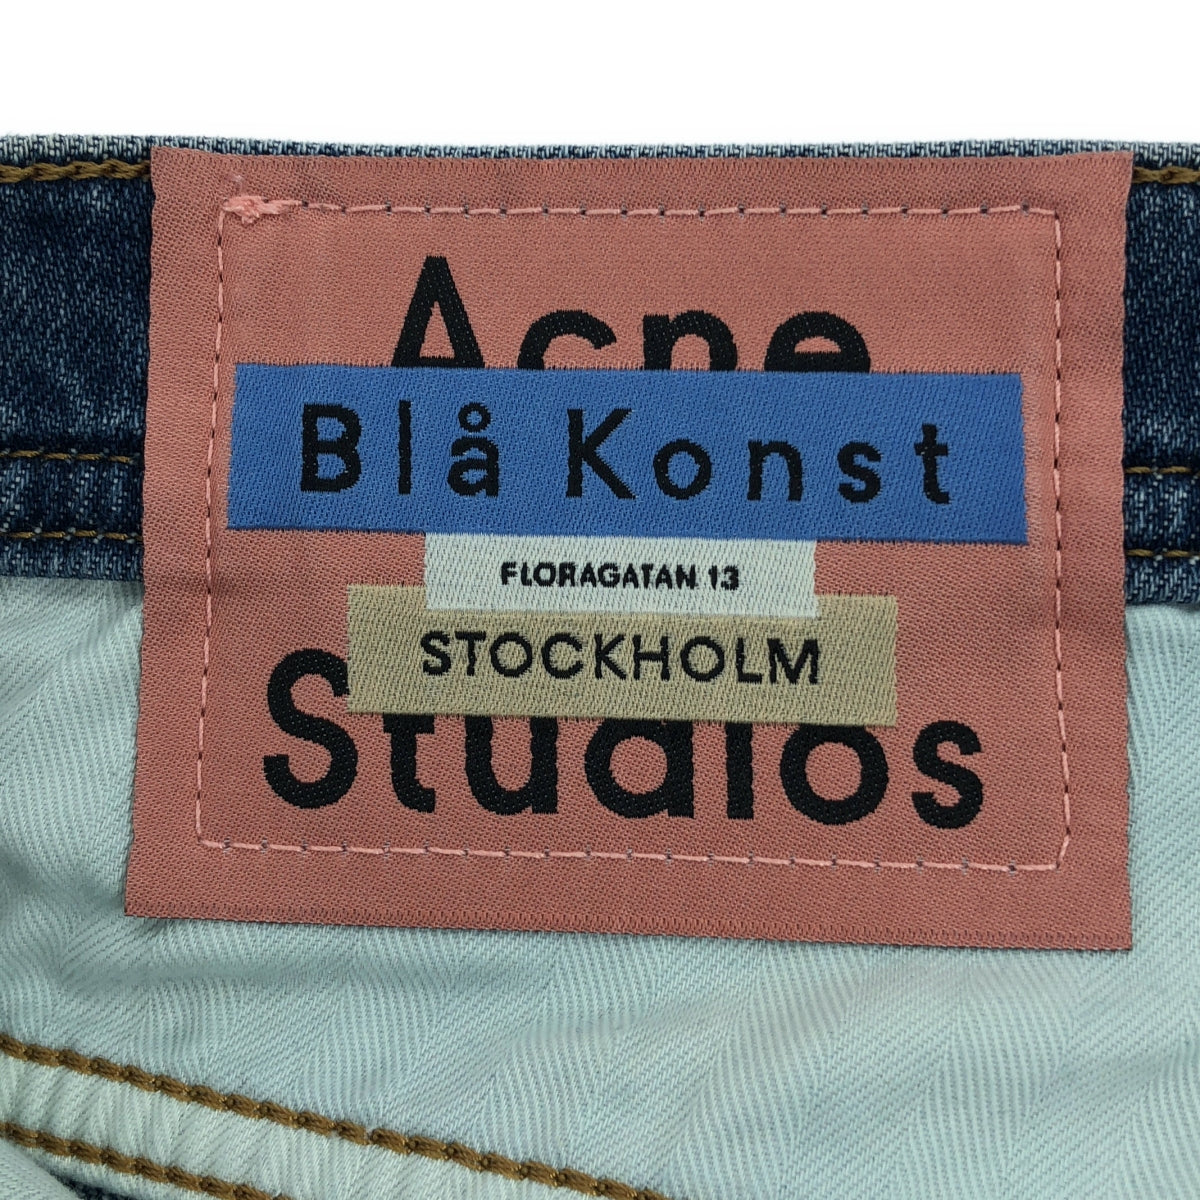 Acne
Blå Konst
FLORAGATAN 13
STOCKHOLM
Studios